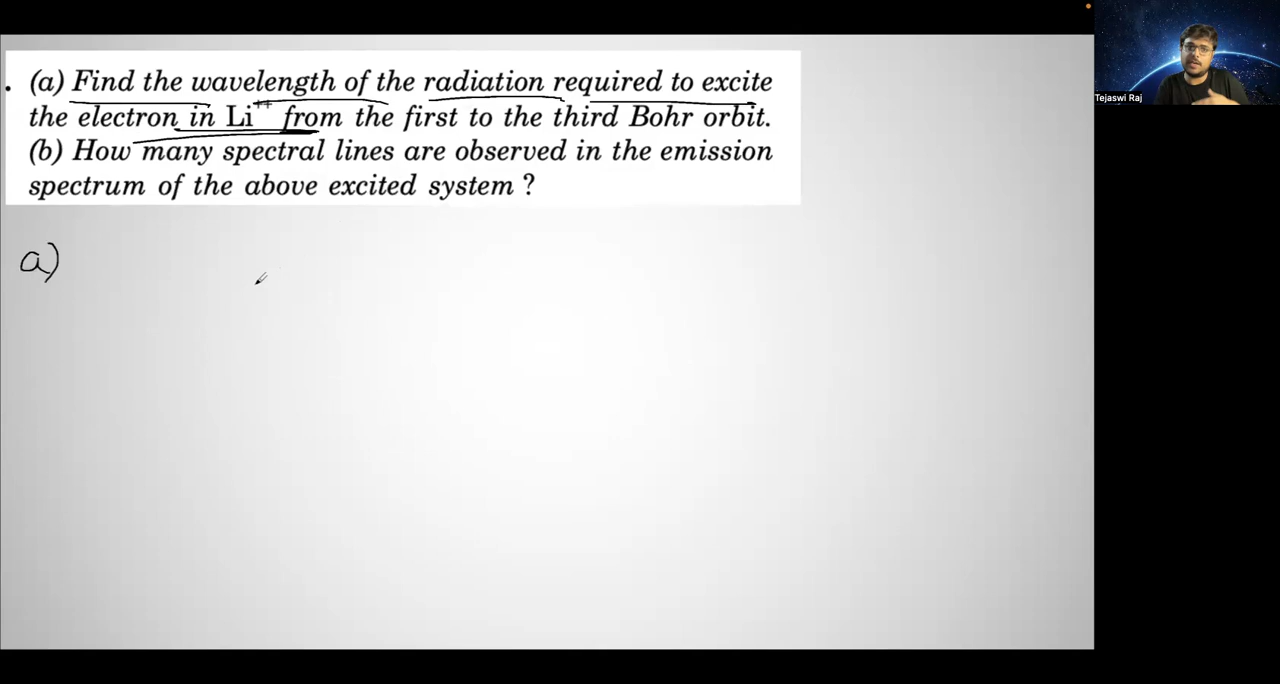 . (a) Find the wavelength of the radiation required to excite
the electron in Li⁺⁺ from the first to the third Bohr orbit.
(b) How many spectral lines are observed in the emission
spectrum of the above excited system ?
a)
Tejaswi Raj